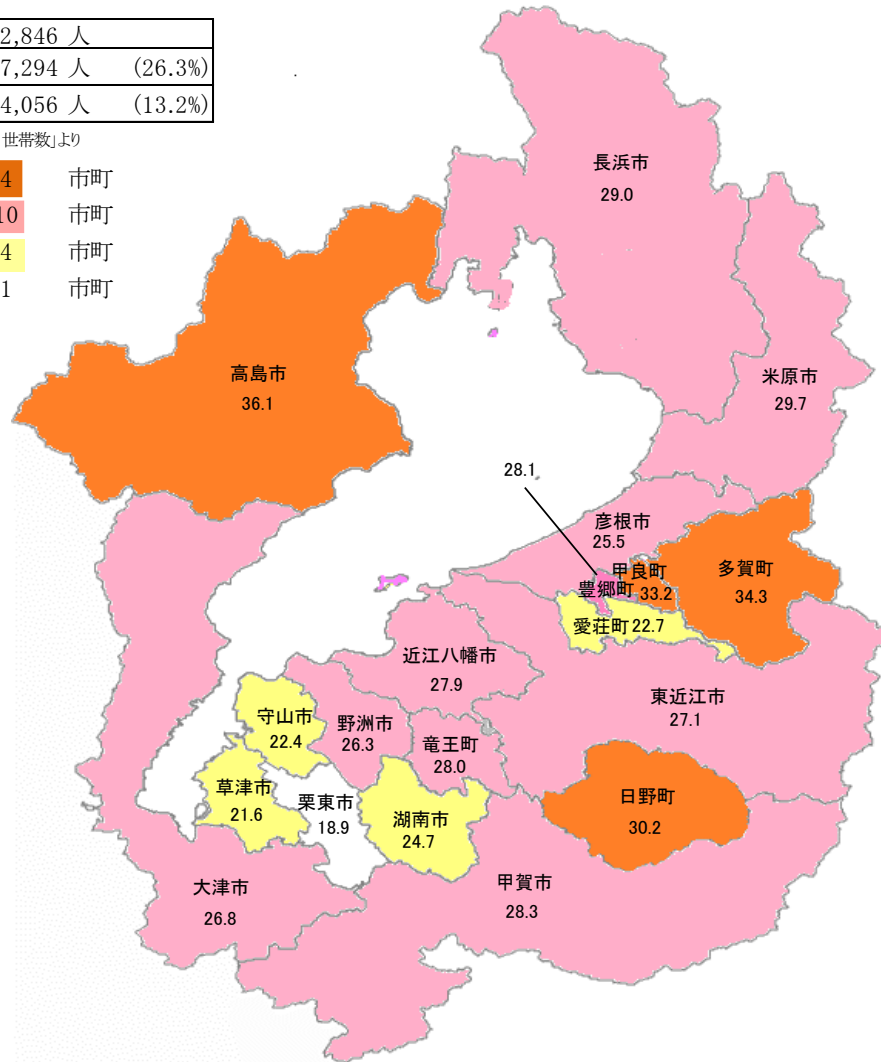 2,846 人
7,294 人 (26.3%)
4,056 人 (13.2%)
世帯数」より
4 市町
10 市町
4 市町
1 市町
長浜市
29.0
高島市
36.1
米原市
29.7
28.1
彦根市
25.5
甲良町
33.2
多賀町
34.3
豊郷町
愛荘町 22.7
近江八幡市
27.9
東近江市
27.1
守山市
22.4
野洲市
26.3
竜王町
28.0
草津市
21.6
栗東市
18.9
湖南市
24.7
日野町
30.2
大津市
26.8
甲賀市
28.3